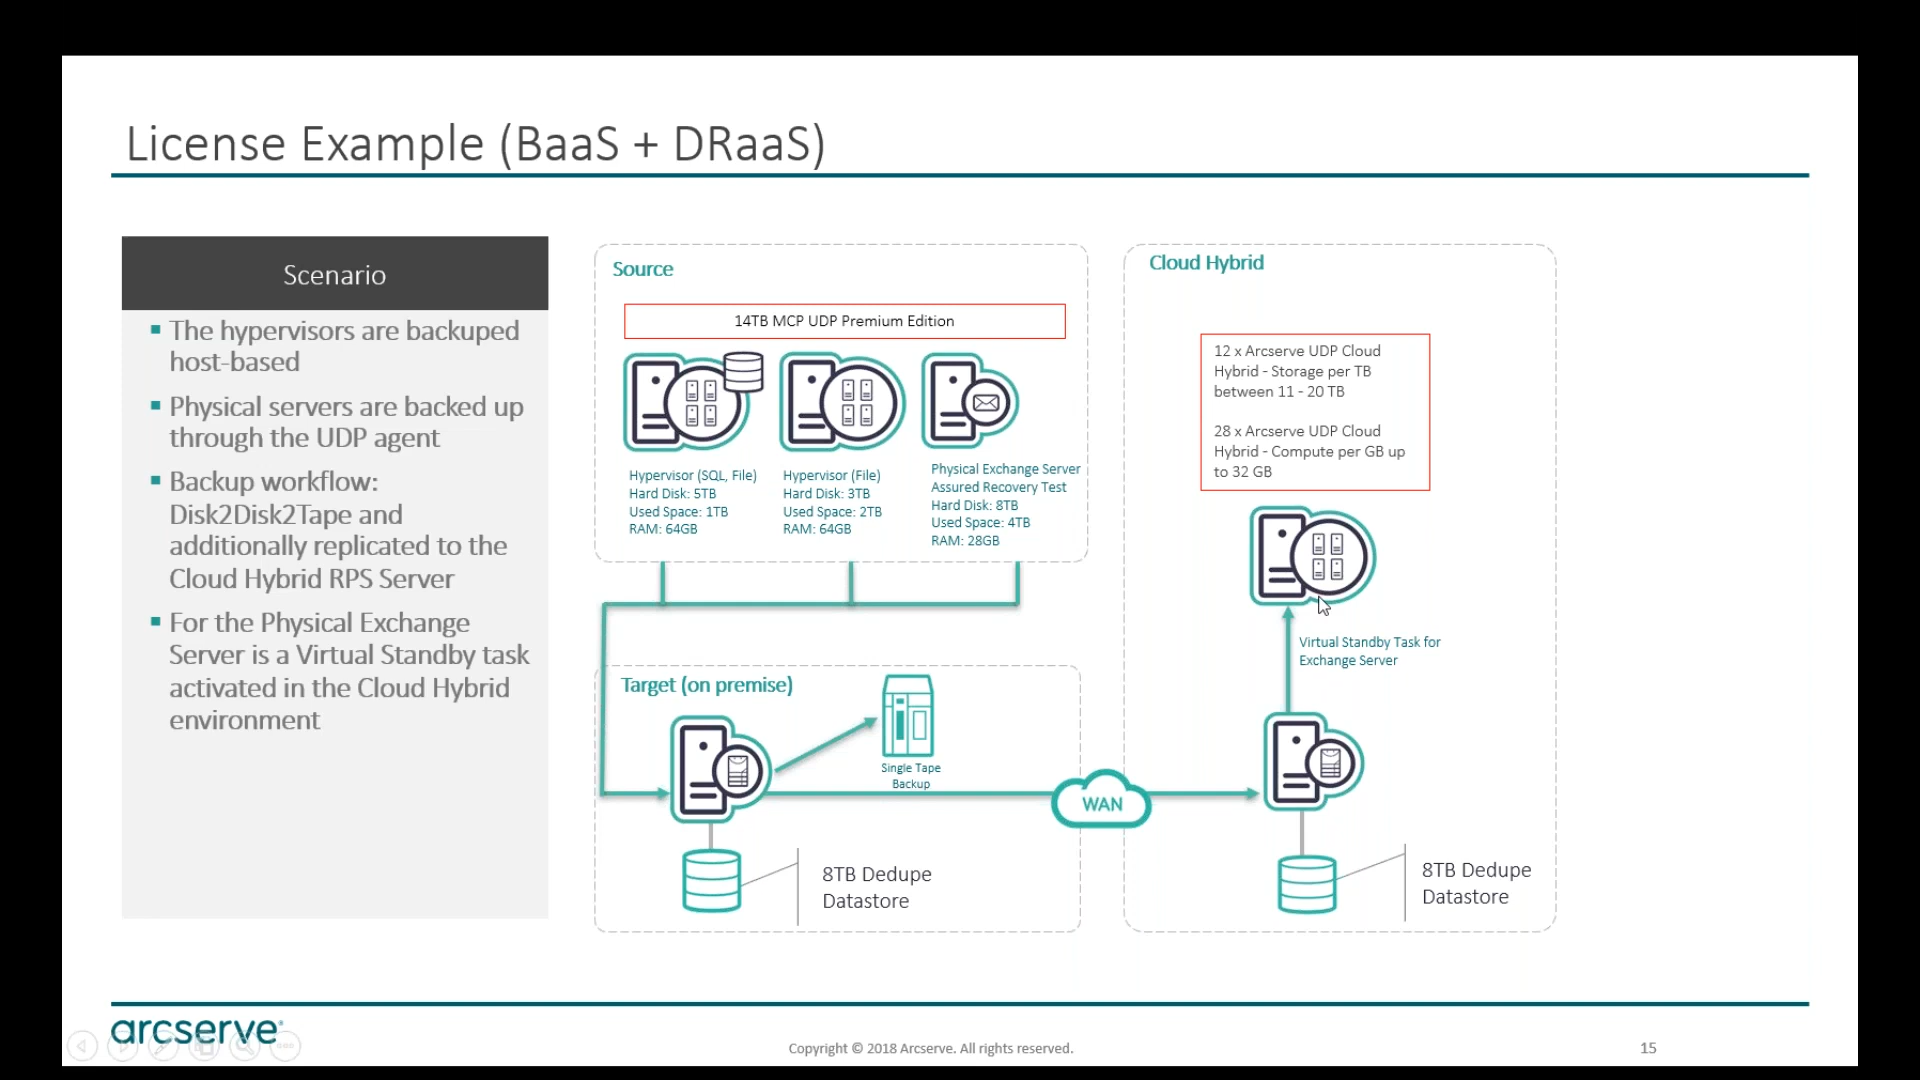 License Example (BaaS + DRaaS)
Scenario
The hypervisors are backuped
host-based
Physical servers are backed up
through the UDP agent
Backup workflow:
Disk2Disk2Tape and
additionally replicated to the
Cloud Hybrid RPS Server
For the Physical Exchange
Server is a Virtual Standby task
activated in the Cloud Hybrid
environment
Source
14TB MCP UDP Premium Edition
Hypervisor (SQL, File)
Hard Disk: 5TB
Used Space: 1TB
RAM: 64GB
Hypervisor (File)
Hard Disk: 3TB
Used Space: 2TB
RAM: 64GB
Physical Exchange Server
Assured Recovery Test
Hard Disk: 8TB
Used Space: 4TB
RAM: 28GB
Target (on premise)
Single Tape
Backup
8TB Dedupe
Datastore
WAN
Cloud Hybrid
12 x Arcserve UDP Cloud
Hybrid - Storage per TB
between 11 - 20 TB
28 x Arcserve UDP Cloud
Hybrid - Compute per GB up
to 32 GB
Virtual Standby Task for
Exchange Server
8TB Dedupe
Datastore
arcserve
Copyright © 2018 Arcserve. All rights reserved.
15